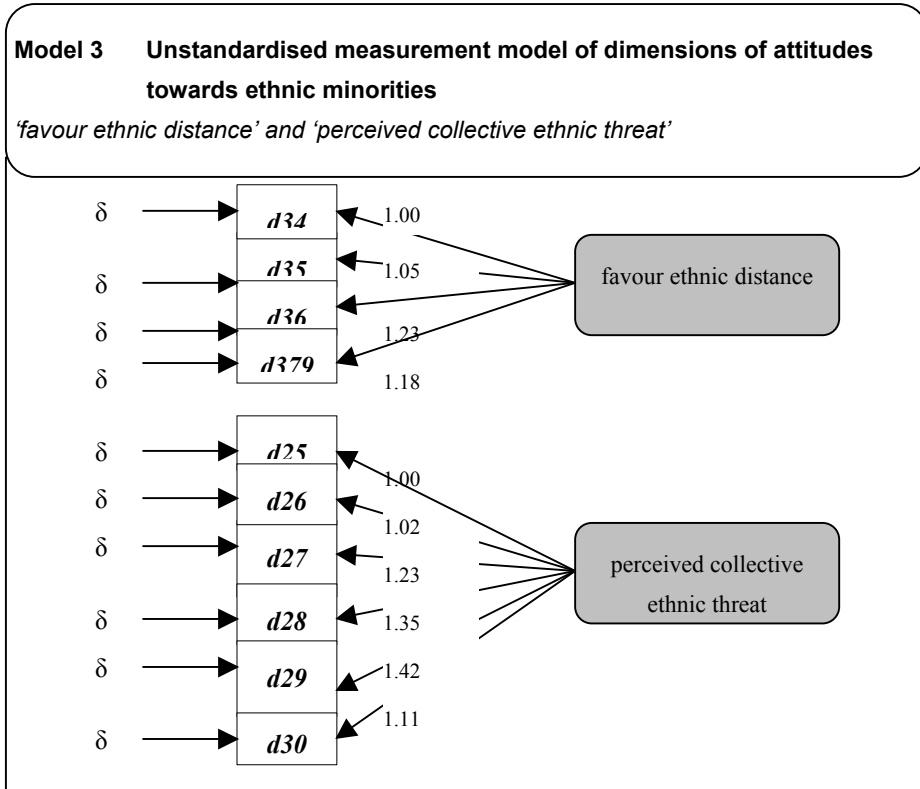 Model 3 Unstandardised measurement model of dimensions of attitudes
towards ethnic minorities
'favour ethnic distance' and 'perceived collective ethnic threat'
δ d34 1.00
δ d35 1.05
favour ethnic distance
δ d36 1.23
δ d379 1.18
δ d25 1.00
δ d26 1.02
δ d27 1.23
perceived collective
ethnic threat
δ d28 1.35
δ d29 1.42
δ d30 1.11